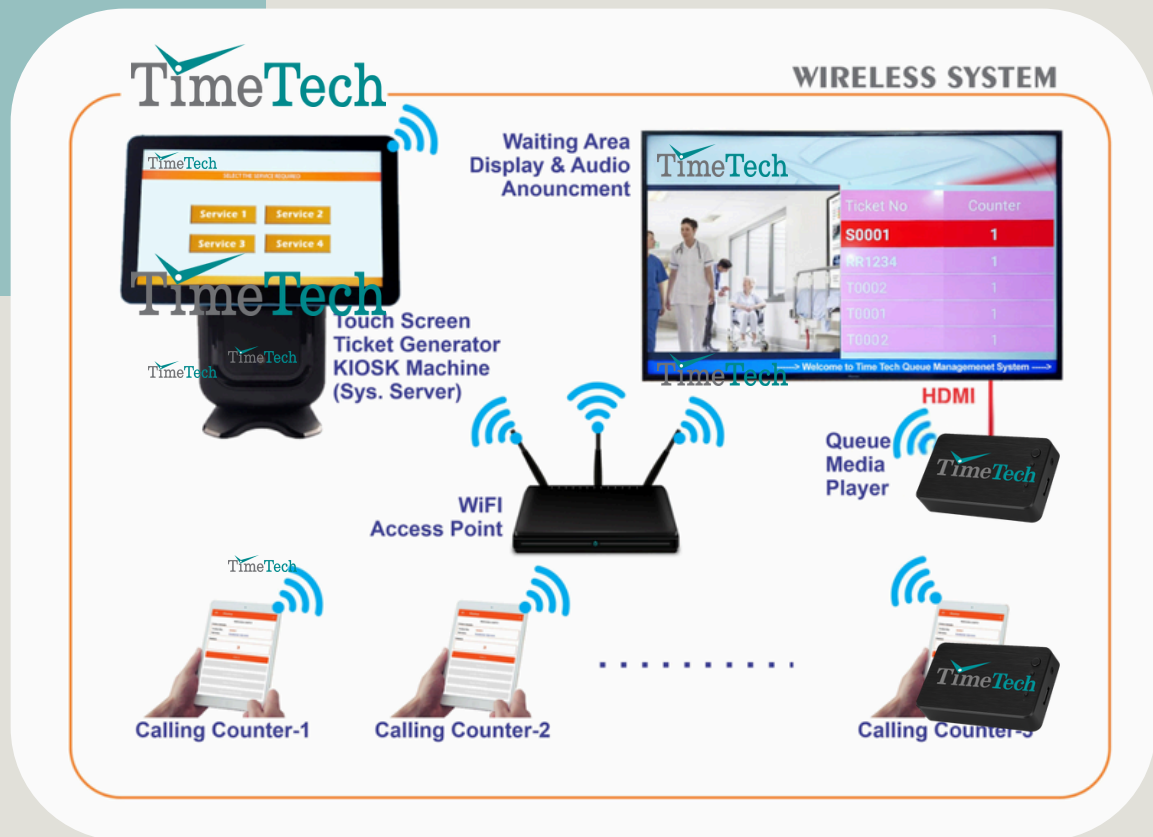 TimeTech
WIRELESS SYSTEM
TimeTech
SELECT THE SERVICE REQUIRED
Service 1
Service 2
Service 3
Service 4
TimeTech
Touch Screen
Ticket Generator
KIOSK Machine
(Sys. Server)
TimeTech
TimeTech
Waiting Area
Display & Audio
Anouncment
TimeTech
Ticket No
Counter
S0001 1
RR1234 1
T0002 1
T0001 1
T0002 1
TimeTech
---> Welcome to Time Tech Queue Managemenet System --->
HDMI
Queue
Media
Player
TimeTech
WiFI
Access Point
TimeTech
Calling Counter-1
Calling Counter-2
TimeTech
Calling Counter-